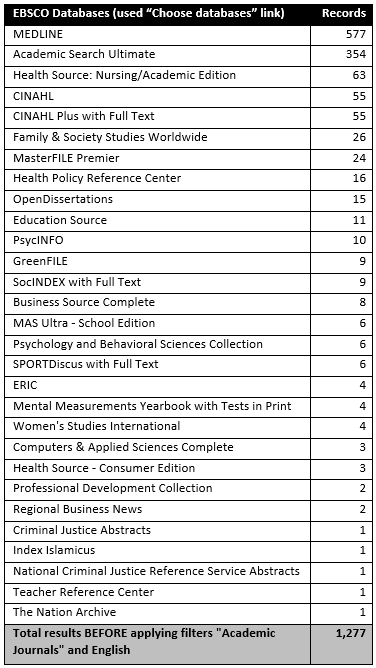 EBSCO Databases (used “Choose databases” link) Records
MEDLINE 577
Academic Search Ultimate 354
Health Source: Nursing/Academic Edition 63
CINAHL 55
CINAHL Plus with Full Text 55
Family & Society Studies Worldwide 26
MasterFILE Premier 24
Health Policy Reference Center 16
OpenDissertations 15
Education Source 11
PsycINFO 10
GreenFILE 9
SocINDEX with Full Text 9
Business Source Complete 8
MAS Ultra - School Edition 6
Psychology and Behavioral Sciences Collection 6
SPORTDiscus with Full Text 6
ERIC 4
Mental Measurements Yearbook with Tests in Print 4
Women's Studies International 4
Computers & Applied Sciences Complete 3
Health Source - Consumer Edition 3
Professional Development Collection 2
Regional Business News 2
Criminal Justice Abstracts 1
Index Islamicus 1
National Criminal Justice Reference Service Abstracts 1
Teacher Reference Center 1
The Nation Archive 1
Total results BEFORE applying filters "Academic 1,277
Journals" and English